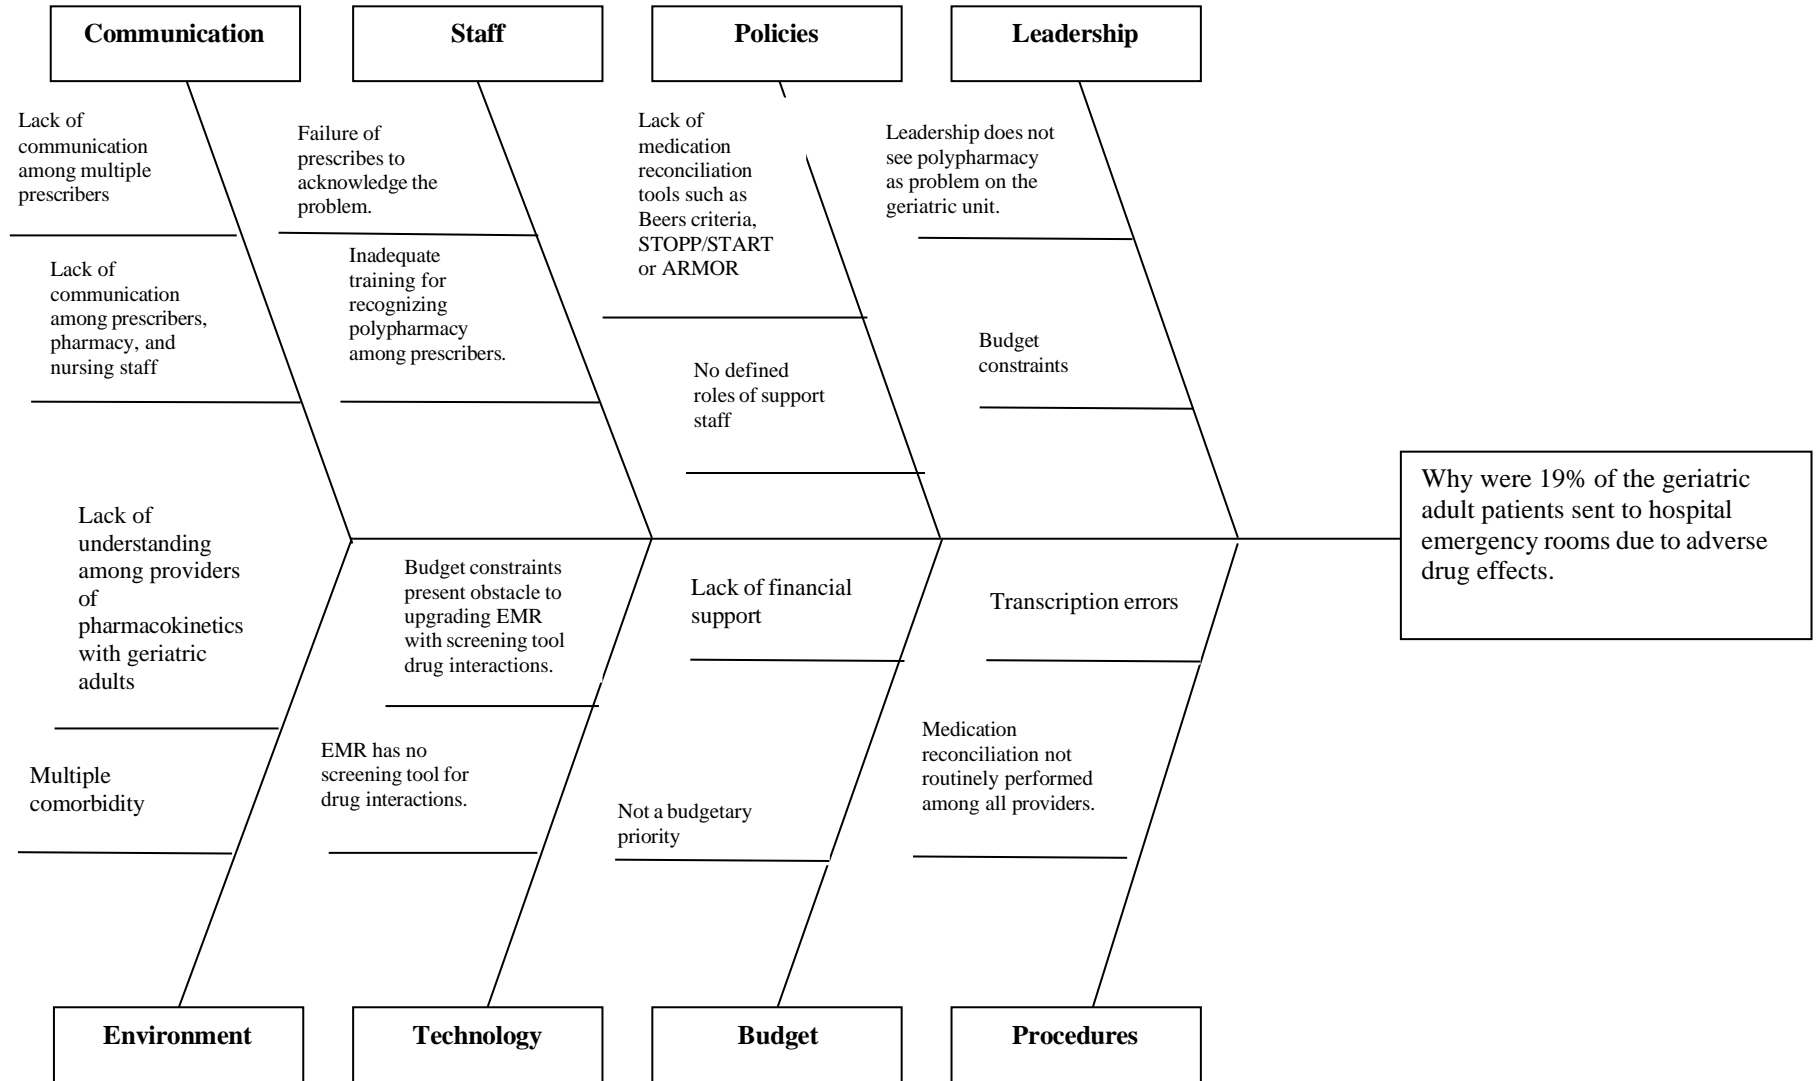 Communication
Staff
Policies
Leadership
Lack of
communication
among multiple
prescribers
Lack of
communication
among prescribers,
pharmacy, and
nursing staff
Failure of
prescribes to
acknowledge the
problem.
Inadequate
training for
recognizing
polypharmacy
among prescribers.
Lack of
medication
reconciliation
tools such as
Beers criteria,
STOPP/START
or ARMOR
No defined
roles of support
staff
Leadership does not
see polypharmacy
as problem on the
geriatric unit.
Budget
constraints
Why were 19% of the geriatric
adult patients sent to hospital
emergency rooms due to adverse
drug effects.
Lack of
understanding
among providers
of
pharmacokinetics
with geriatric
adults
Multiple
comorbidity
Budget constraints
present obstacle to
upgrading EMR
with screening tool
drug interactions.
EMR has no
screening tool for
drug interactions.
Lack of financial
support
Not a budgetary
priority
Transcription errors
Medication
reconciliation not
routinely performed
among all providers.
Environment
Technology
Budget
Procedures